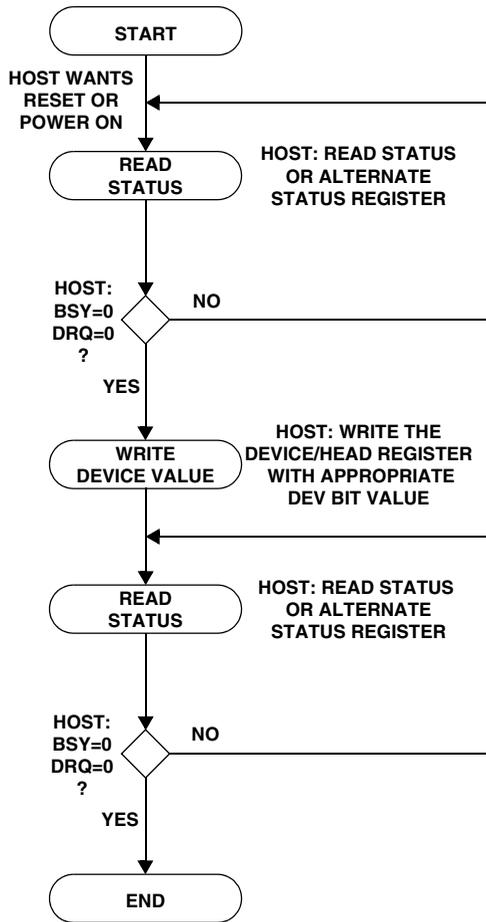 START
HOST WANTS
RESET OR
POWER ON
READ
STATUS
HOST: READ STATUS
OR ALTERNATE
STATUS REGISTER
HOST:
BSY=0
DRQ=0
?
NO
YES
WRITE
DEVICE VALUE
HOST: WRITE THE
DEVICE/HEAD REGISTER
WITH APPROPRIATE
DEV BIT VALUE
READ
STATUS
HOST: READ STATUS
OR ALTERNATE
STATUS REGISTER
HOST:
BSY=0
DRQ=0
?
NO
YES
END